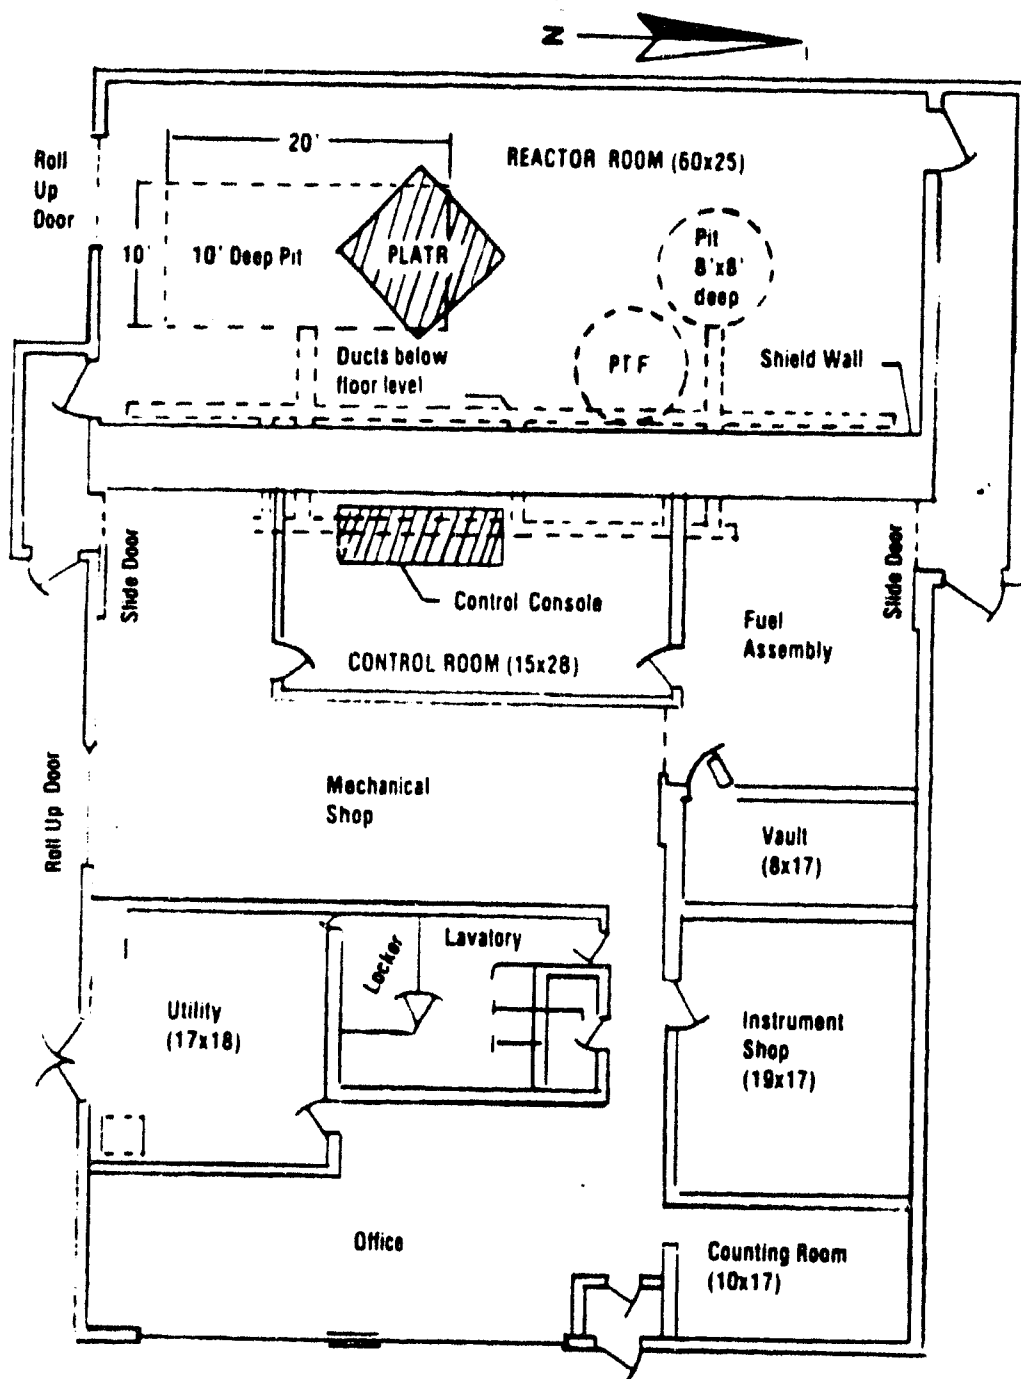 N
Roll
Up
Door
20'
REACTOR ROOM (60x25)
10'
10' Deep Pit
PLATR
Pit
8'x8'
deep
Ducts below
floor level
PTF
Shield Wall
Slide Door
Control Console
CONTROL ROOM (15x28)
Fuel
Assembly
Slide Door
Roll Up Door
Mechanical
Shop
Vault
(8x17)
Locker
Lavatory
Utility
(17x18)
Instrument
Shop
(19x17)
Office
Counting Room
(10x17)